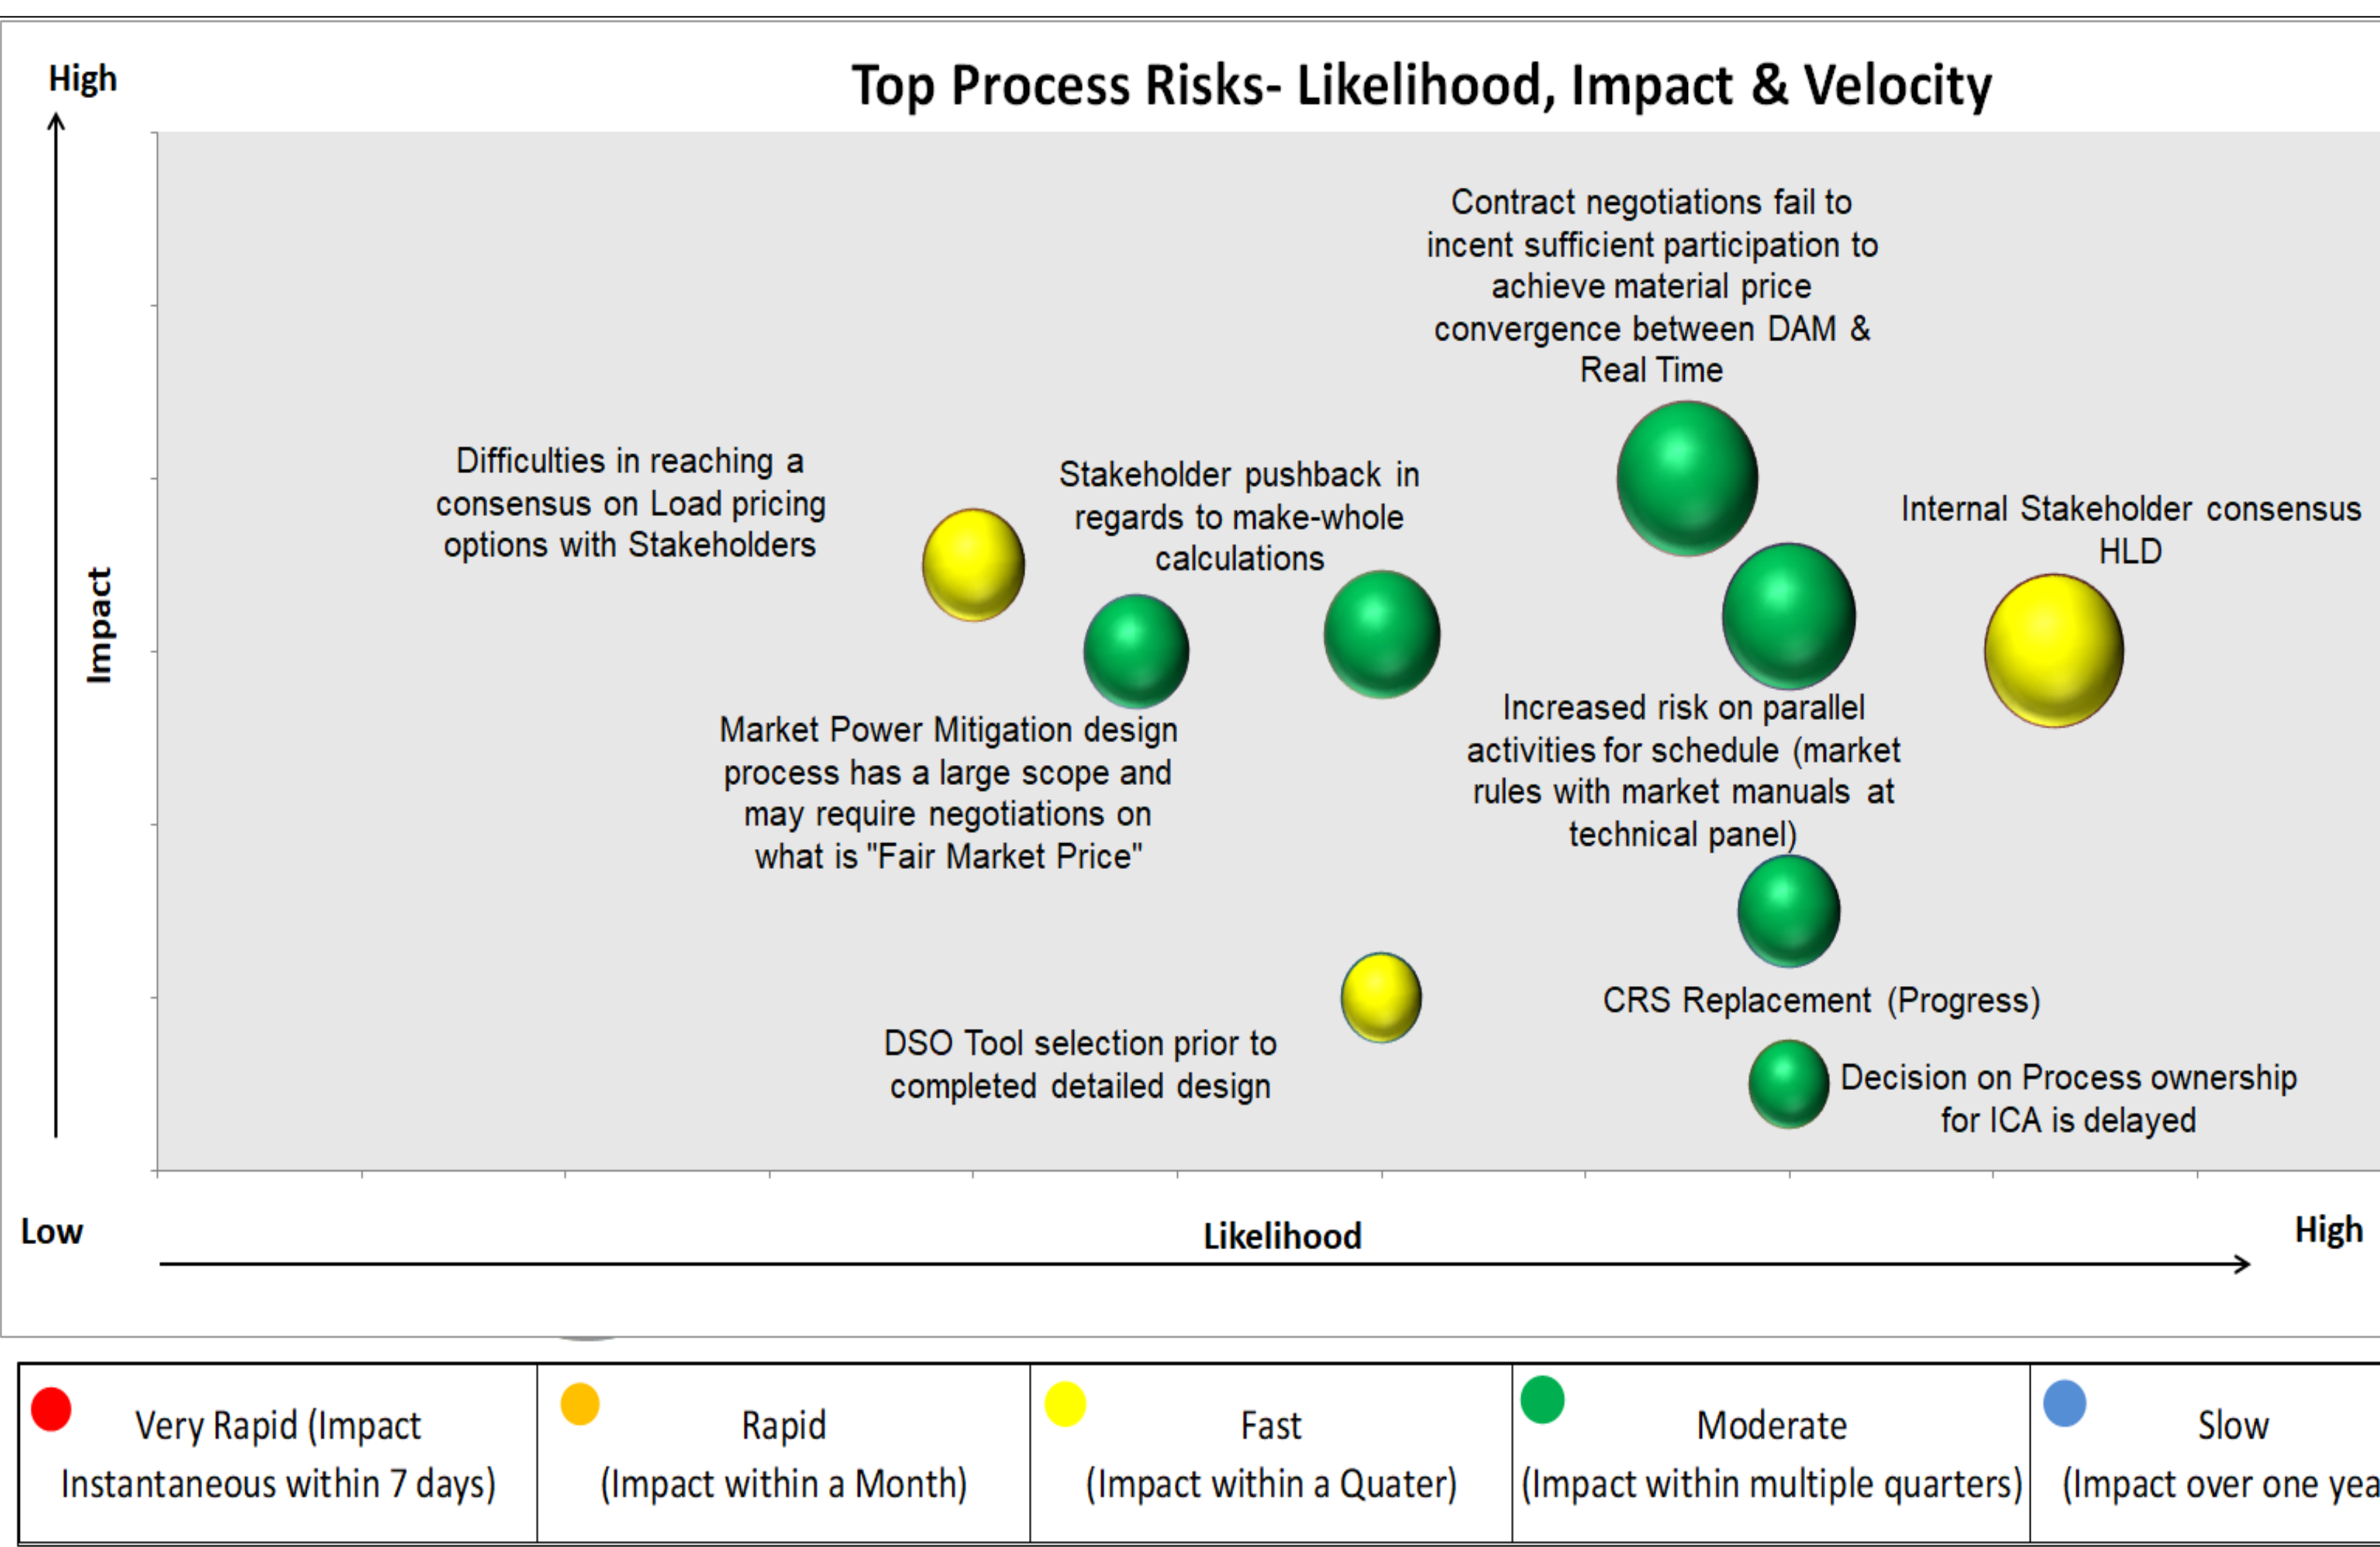 High
Top Process Risks- Likelihood, Impact & Velocity
Contract negotiations fail to
incent sufficient participation to
achieve material price
convergence between DAM &
Real Time
Difficulties in reaching a
consensus on Load pricing
options with Stakeholders
Stakeholder pushback in
regards to make-whole
calculations
Internal Stakeholder consensus
HLD
Impact
Market Power Mitigation design
process has a large scope and
may require negotiations on
what is "Fair Market Price"
Increased risk on parallel
activities for schedule (market
rules with market manuals at
technical panel)
CRS Replacement (Progress)
DSO Tool selection prior to
completed detailed design
Decision on Process ownership
for ICA is delayed
Low
Likelihood
High
Very Rapid (Impact
Instantaneous within 7 days)
Rapid
(Impact within a Month)
Fast
(Impact within a Quater)
Moderate
(Impact within multiple quarters)
Slow
(Impact over one yea